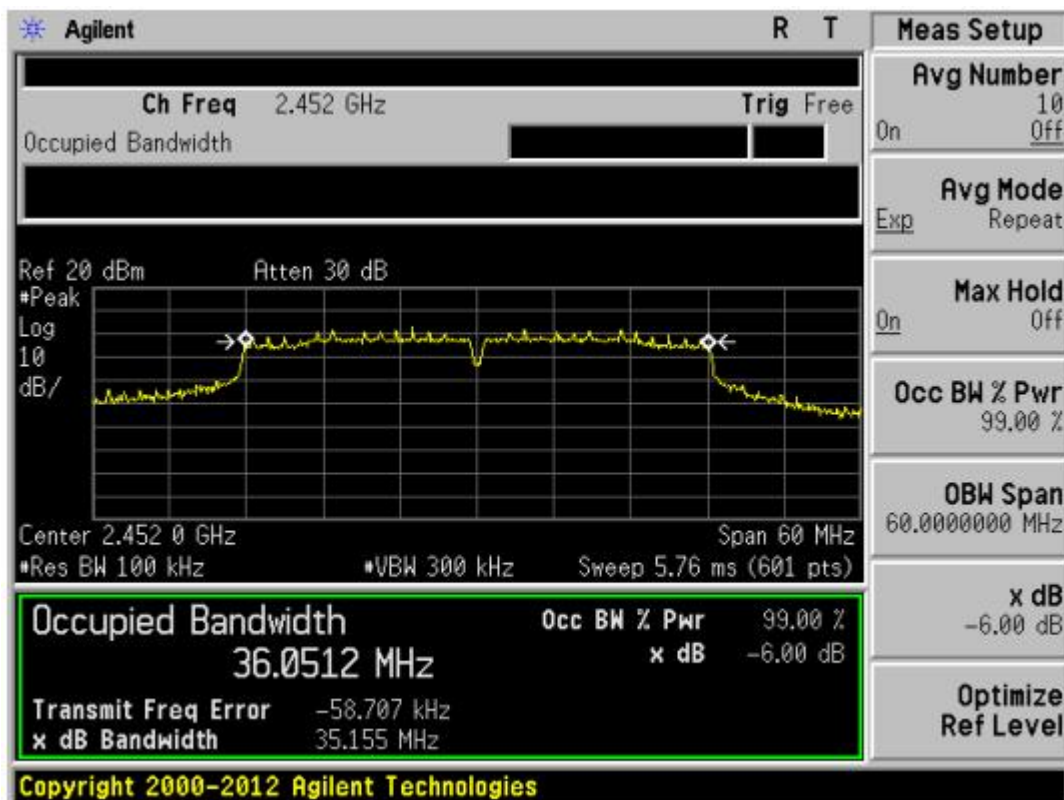 Agilent R T
Ch Freq 2.452 GHz Trig Free
Occupied Bandwidth
Ref 20 dBm Atten 30 dB
#Peak
Log
10
dB/
Center 2.452 0 GHz Span 60 MHz
#Res BW 100 kHz #VBW 300 kHz Sweep 5.76 ms (601 pts)
Occupied Bandwidth Occ BW % Pwr 99.00 %
36.0512 MHz x dB -6.00 dB
Transmit Freq Error -58.707 kHz
x dB Bandwidth 35.155 MHz
Copyright 2000-2012 Agilent Technologies
Meas Setup
Avg Number
10
On Off
Avg Mode
Exp Repeat
Max Hold
On Off
Occ BW % Pwr
99.00 %
OBW Span
60.0000000 MHz
x dB
-6.00 dB
Optimize
Ref Level